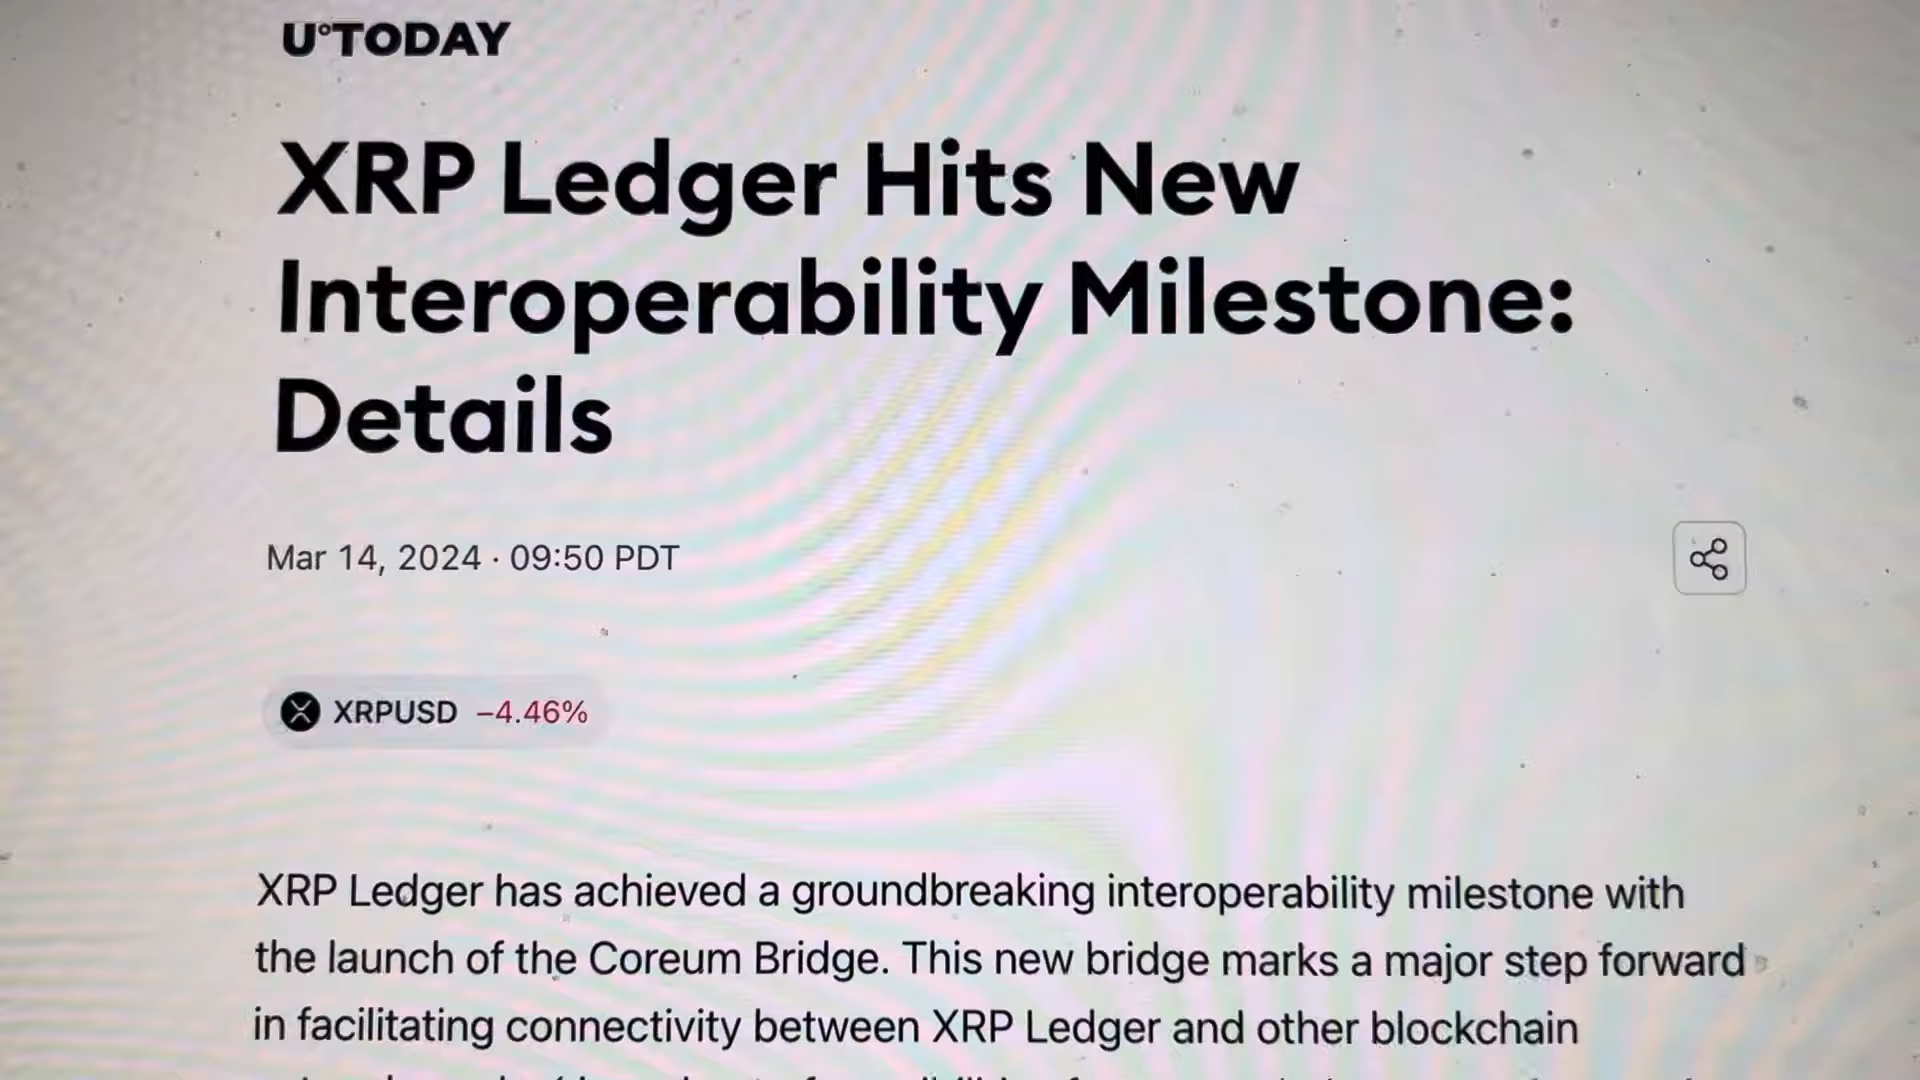 U°TODAY
XRP Ledger Hits New
Interoperability Milestone:
Details
Mar 14, 2024 · 09:50 PDT
XRPUSD −4.46%
XRP Ledger has achieved a groundbreaking interoperability milestone with
the launch of the Coreum Bridge. This new bridge marks a major step forward
in facilitating connectivity between XRP Ledger and other blockchain